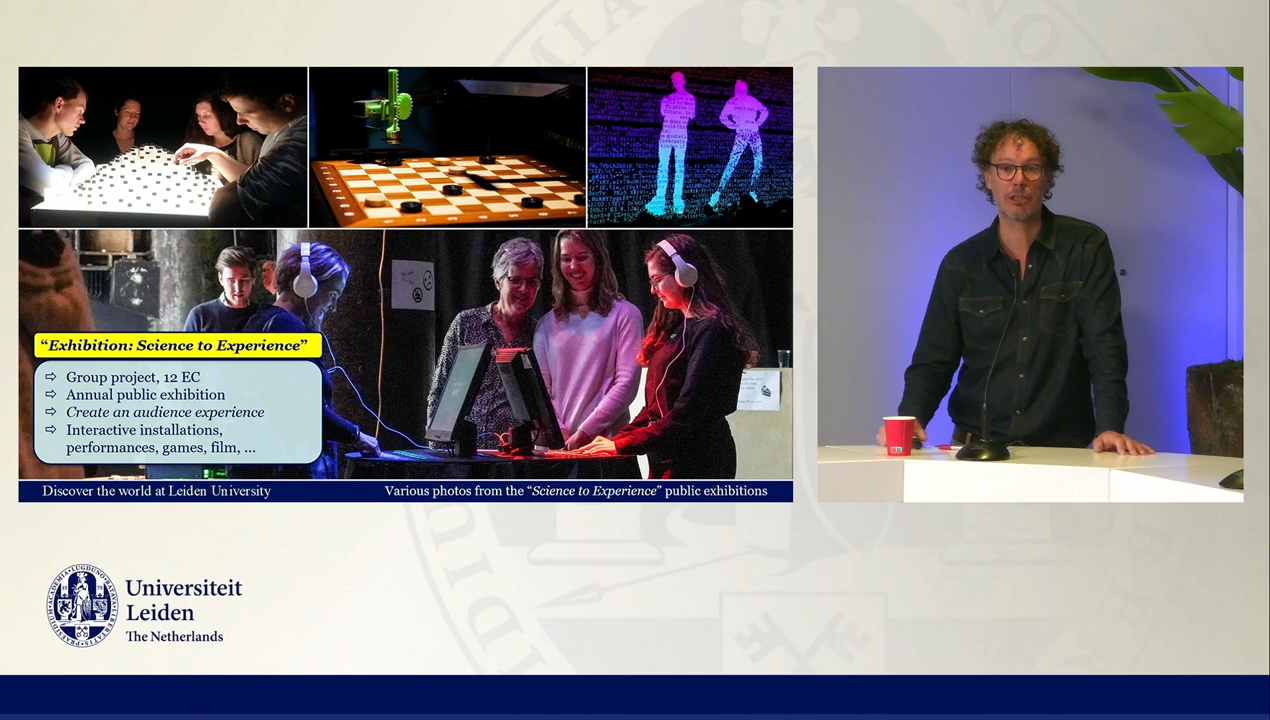 “Exhibition: Science to Experience”
⇨ Group project, 12 EC
⇨ Annual public exhibition
⇨ Create an audience experience
⇨ Interactive installations,
performances, games, film, ...
Discover the world at Leiden University
Various photos from the “Science to Experience” public exhibitions
Universiteit
Leiden
The Netherlands